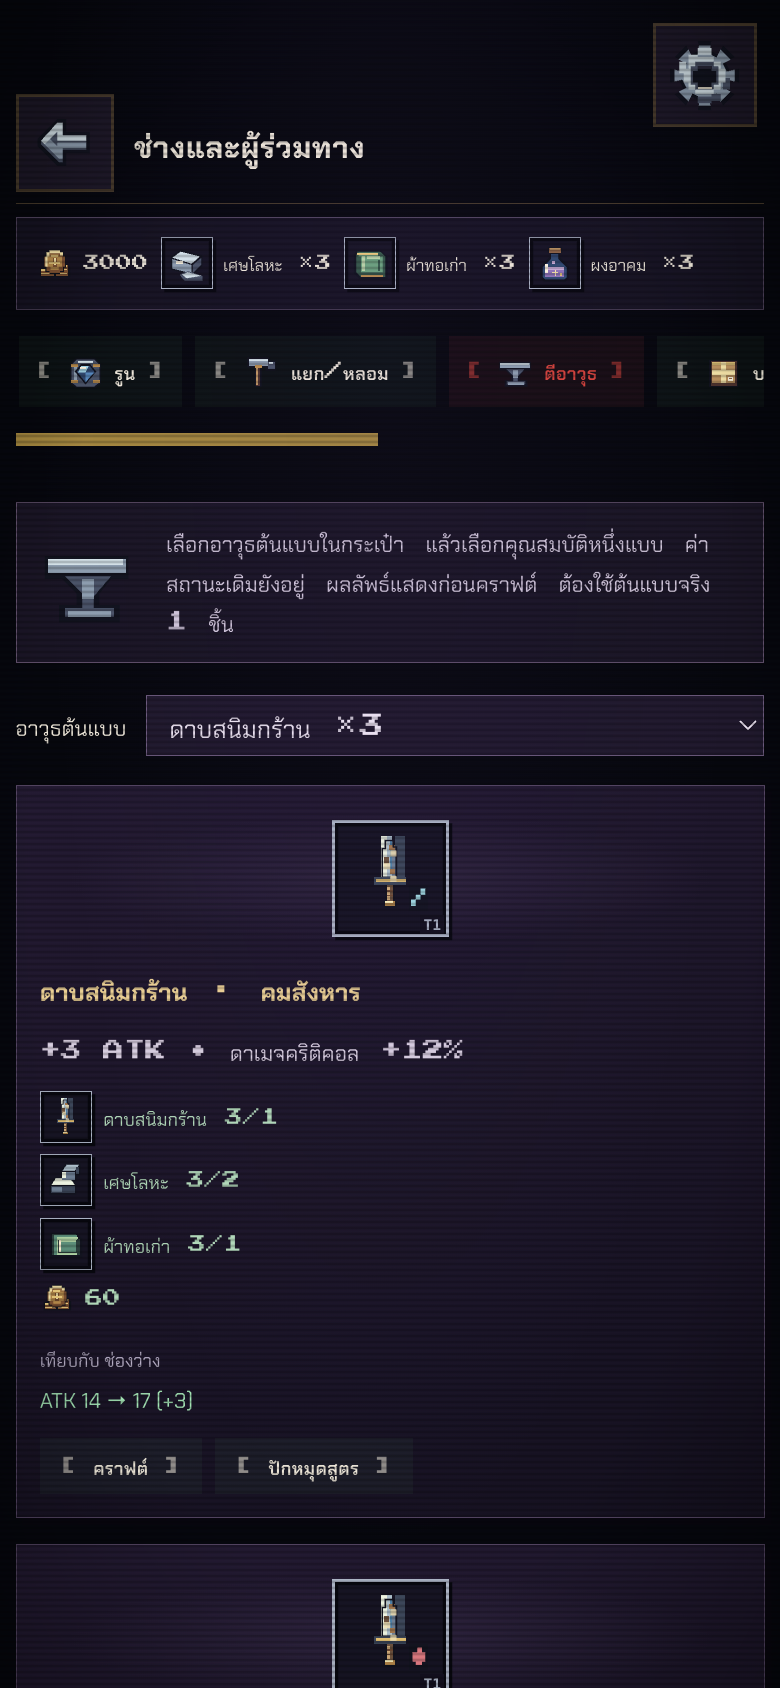 ช่างและผู้ร่วมทาง
3000 เศษโลหะ ×3 ผ้าทอเก่า ×3 ผงอาคม ×3
[ รูน ] [ แยก/หลอม ] [ ตีอาวุธ ] [ บ
เลือกอาวุธต้นแบบในกระเป๋า แล้วเลือกคุณสมบัติหนึ่งแบบ ค่า
สถานะเดิมยังอยู่ ผลลัพธ์แสดงก่อนคราฟต์ ต้องใช้ต้นแบบจริง
1 ชิ้น
อาวุธต้นแบบ ดาบสนิมกร้าน ×3
T1
ดาบสนิมกร้าน · คมสังหาร
+3 ATK • ดาเมจคริติคอล +12%
ดาบสนิมกร้าน 3/1
เศษโลหะ 3/2
ผ้าทอเก่า 3/1
60
เทียบกับ ช่องว่าง
ATK 14 → 17 (+3)
[ คราฟต์ ] [ ปักหมุดสูตร ]
T1